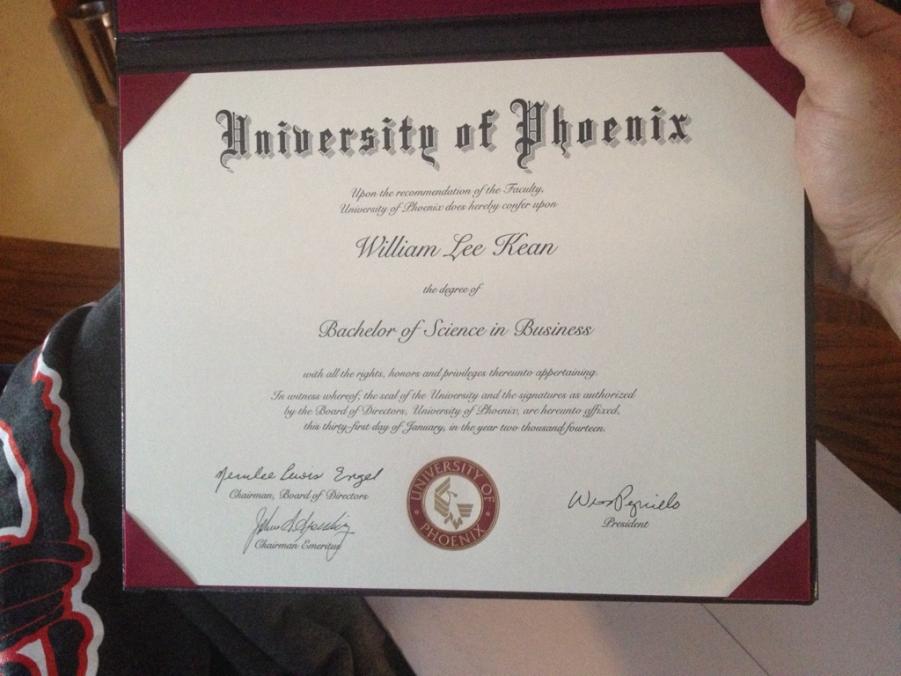 University of Phoenix
Upon the recommendation of the Faculty,
University of Phoenix does hereby confer upon
William Lee Kean
the degree of
Bachelor of Science in Business
with all the rights, honors and privileges thereunto appertaining.
In witness whereof, the seal of the University and the signatures as authorized
by the Board of Directors, University of Phoenix, are hereunto affixed,
this thirty-first day of January, in the year two thousand fourteen.
Chairman, Board of Directors
Chairman Emeritus
UNIVERSITY OF
PHOENIX
President